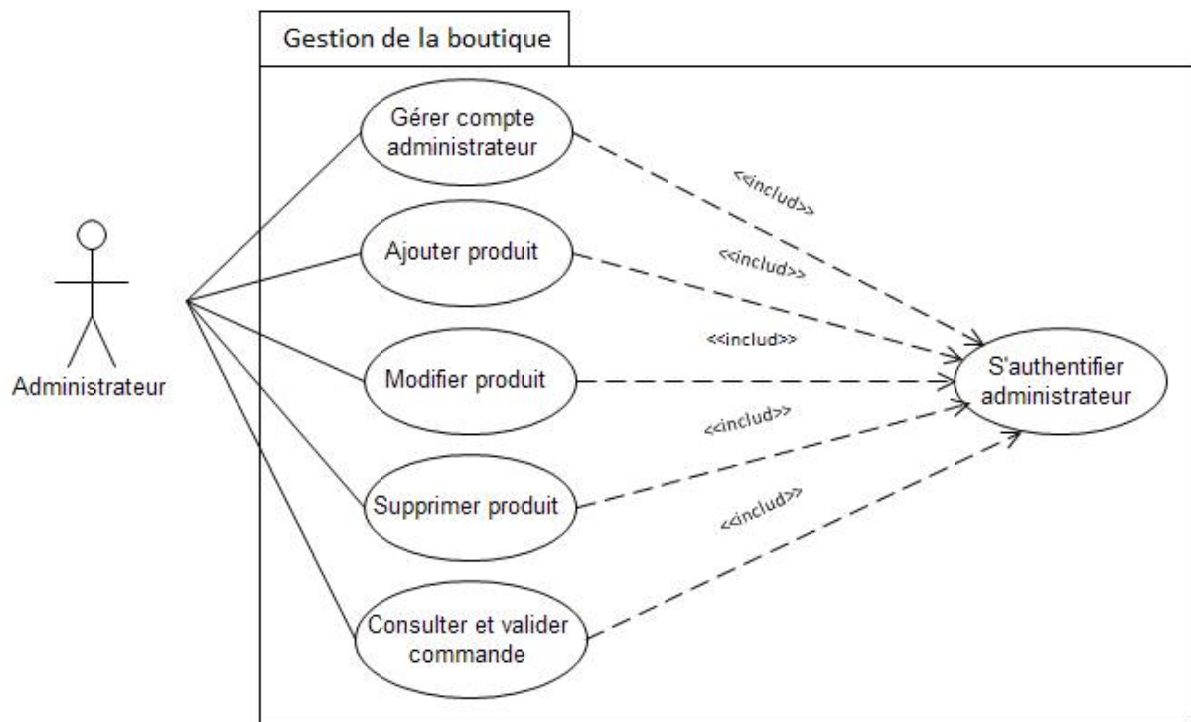 Gestion de la boutique
Gérer compte
administrateur
<<includ>>
Ajouter produit
<<includ>>
Administrateur
Modifier produit
<<includ>>
S'authentifier
administrateur
<<includ>>
Supprimer produit
<<includ>>
Consulter et valider
commande